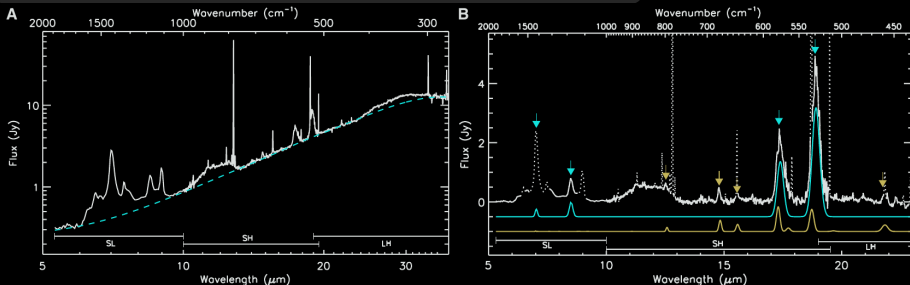 A
Wavenumber (cm⁻¹)
2000 1500 1000 500 300
Flux (Jy)
10
1
SL
SH
LH
5 10 20 30
Wavelength (μm)
B
Wavenumber (cm⁻¹)
2000 1400 1000 900 800 700 600 550 500 450
Flux (Jy)
4
2
0
SL
SH
LH
5 10 15 20
Wavelength (μm)